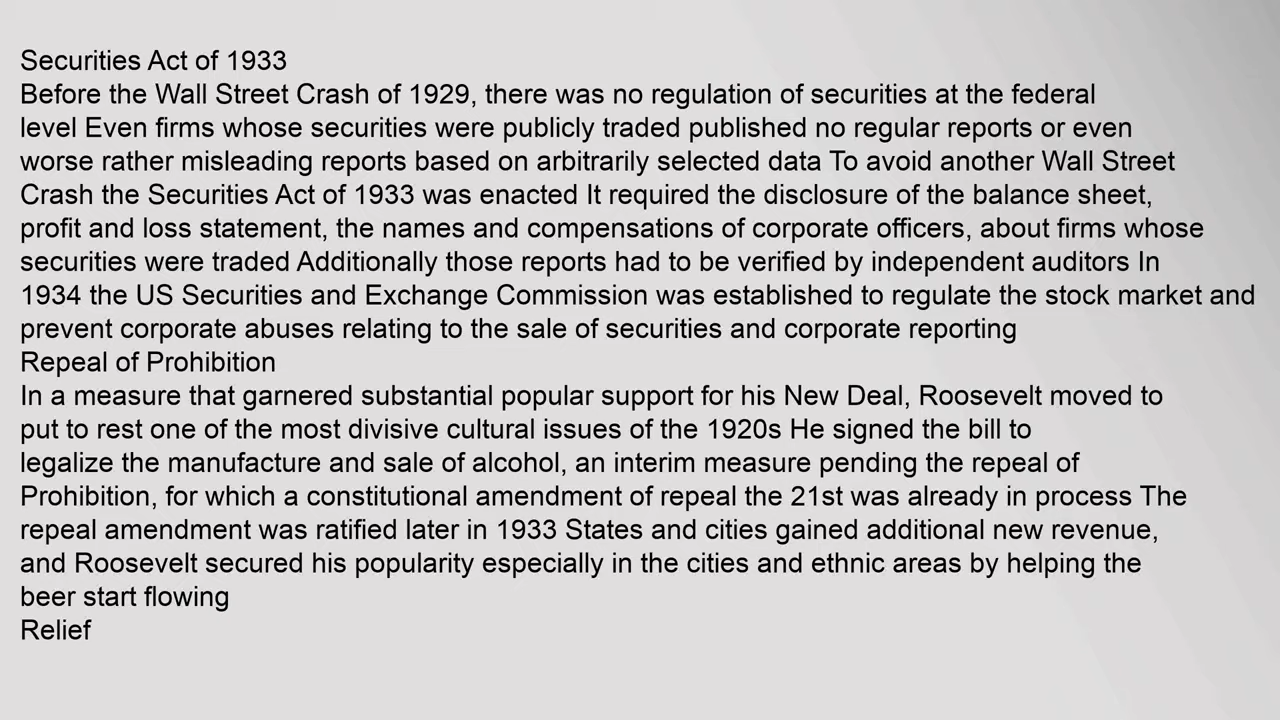 Securities Act of 1933
Before the Wall Street Crash of 1929, there was no regulation of securities at the federal
level Even firms whose securities were publicly traded published no regular reports or even
worse rather misleading reports based on arbitrarily selected data To avoid another Wall Street
Crash the Securities Act of 1933 was enacted It required the disclosure of the balance sheet,
profit and loss statement, the names and compensations of corporate officers, about firms whose
securities were traded Additionally those reports had to be verified by independent auditors In
1934 the US Securities and Exchange Commission was established to regulate the stock market and
prevent corporate abuses relating to the sale of securities and corporate reporting
Repeal of Prohibition
In a measure that garnered substantial popular support for his New Deal, Roosevelt moved to
put to rest one of the most divisive cultural issues of the 1920s He signed the bill to
legalize the manufacture and sale of alcohol, an interim measure pending the repeal of
Prohibition, for which a constitutional amendment of repeal the 21st was already in process The
repeal amendment was ratified later in 1933 States and cities gained additional new revenue,
and Roosevelt secured his popularity especially in the cities and ethnic areas by helping the
beer start flowing
Relief